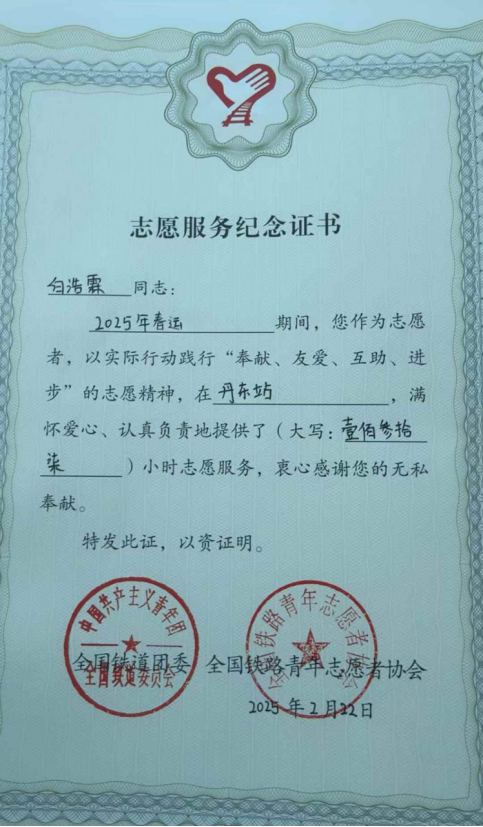 志愿服务纪念证书
白浩霖 同志：
2025年春运 期间，您作为志愿
者，以实际行动践行“奉献、友爱、互助、进
步”的志愿精神，在 丹东站 ，满
怀爱心、认真负责地提供了（大写：壹佰叁拾
柒 ）小时志愿服务，衷心感谢您的无私
奉献。
特发此证，以资证明。
中国共产主义青年团
全国铁道委员会
全国铁路青年志愿者协会
全国铁道团委 全国铁路青年志愿者协会
2025 年 2 月 22 日